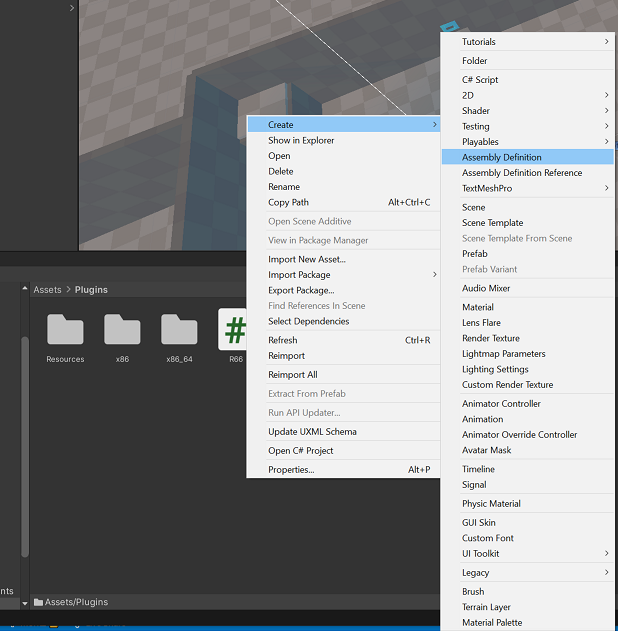 Create
Show in Explorer
Open
Delete
Rename
Copy Path Alt+Ctrl+C
Open Scene Additive
View in Package Manager
Import New Asset...
Import Package
Export Package...
Find References In Scene
Select Dependencies
Refresh Ctrl+R
Reimport
Reimport All
Extract From Prefab
Run API Updater...
Update UXML Schema
Open C# Project
Properties... Alt+P
Tutorials
Folder
C# Script
2D
Shader
Testing
Playables
Assembly Definition
Assembly Definition Reference
TextMeshPro
Scene
Scene Template
Scene Template From Scene
Prefab
Prefab Variant
Audio Mixer
Material
Lens Flare
Render Texture
Lightmap Parameters
Lighting Settings
Custom Render Texture
Animator Controller
Animation
Animator Override Controller
Avatar Mask
Timeline
Signal
Physic Material
GUI Skin
Custom Font
UI Toolkit
Legacy
Brush
Terrain Layer
Material Palette
Assets > Plugins
Resources
x86
x86_64
#
R66
nts
Assets/Plugins